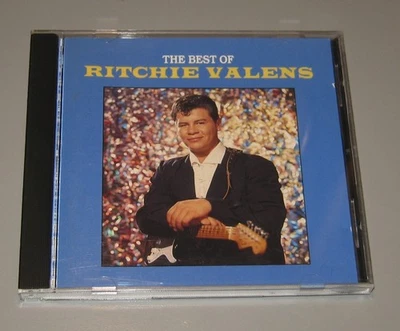 THE BEST OF
RITCHIE VALENS